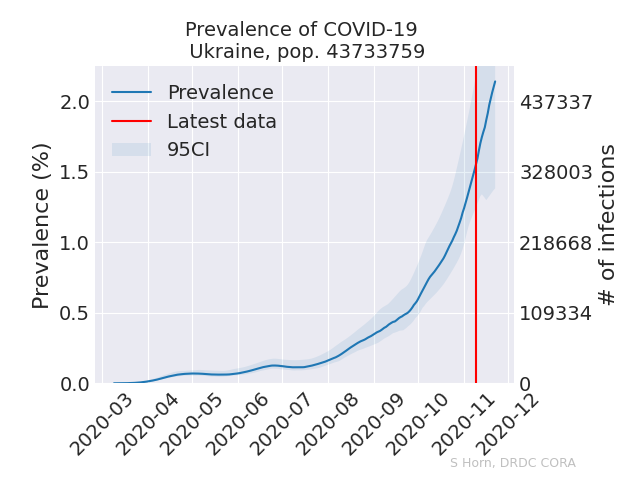 Prevalence of COVID-19
Ukraine, pop. 43733759
Prevalence
Latest data
95CI
Prevalence (%)
2.0
1.5
1.0
0.5
0.0
437337
328003
218668
109334
0
# of infections
2020-03
2020-04
2020-05
2020-06
2020-07
2020-08
2020-09
2020-10
2020-11
2020-12
S Horn, DRDC CORA